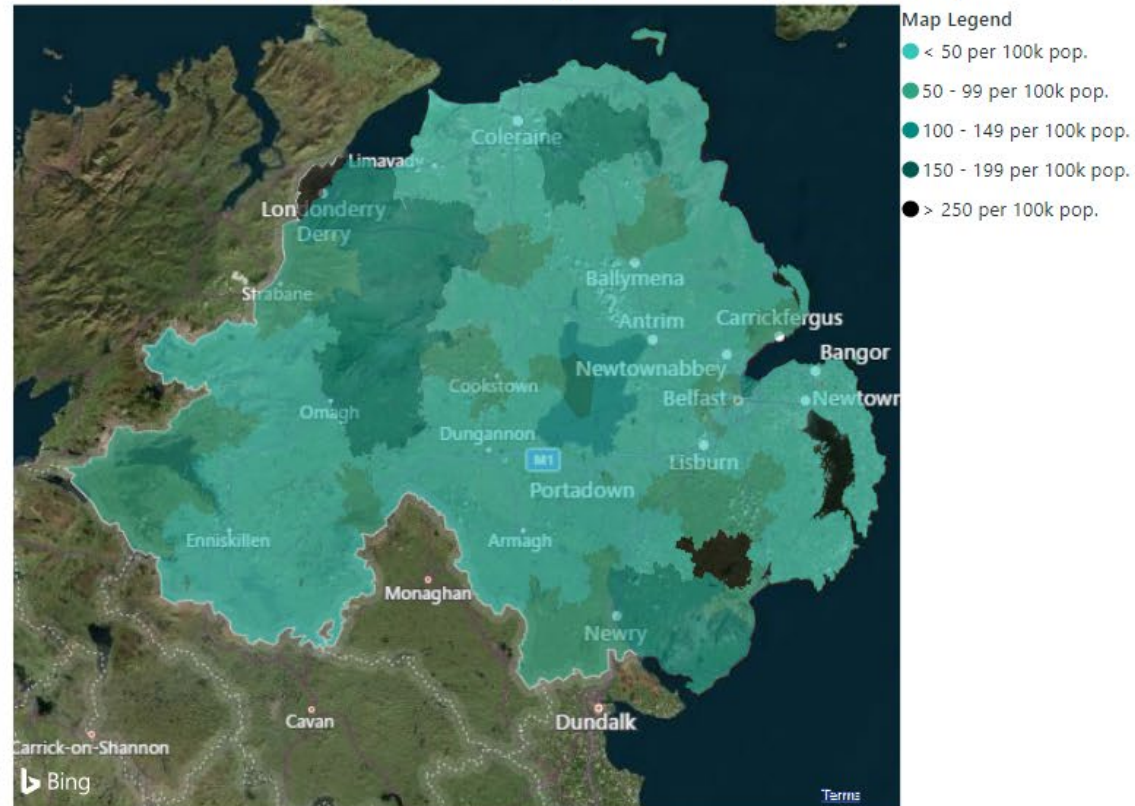 Map Legend
< 50 per 100k pop.
50 - 99 per 100k pop.
100 - 149 per 100k pop.
150 - 199 per 100k pop.
> 250 per 100k pop.
Coleraine
Limavady
Londonderry
Derry
Strabane
Ballymena
Antrim
Carrickfergus
Newtownabbey
Bangor
Cookstown
Belfast
Newtown
Omagh
Dungannon
M1
Lisburn
Portadown
Enniskillen
Armagh
Monaghan
Newry
Cavan
Dundalk
Carrick-on-Shannon
Bing
Terms